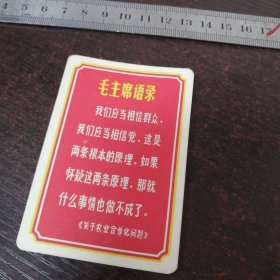 毛主席语录
我们应当相信群众，
我们应当相信党，这是
两条根本的原理。如果
怀疑这两条原理，那就
什么事情也做不成了。
《关于农业合作化问题》